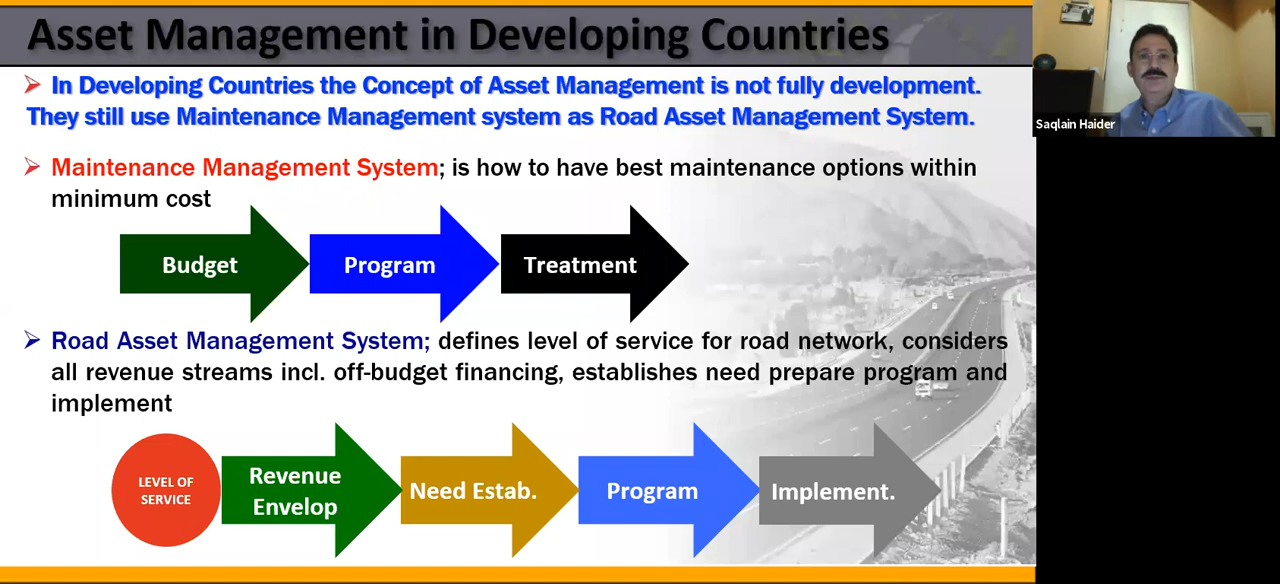 Asset Management in Developing Countries
Saqlain Haider
In Developing Countries the Concept of Asset Management is not fully development.
They still use Maintenance Management system as Road Asset Management System.
Maintenance Management System; is how to have best maintenance options within
minimum cost
Budget
Program
Treatment
Road Asset Management System; defines level of service for road network, considers
all revenue streams incl. off-budget financing, establishes need prepare program and
implement
LEVEL OF
SERVICE
Revenue
Envelop
Need Estab.
Program
Implement.